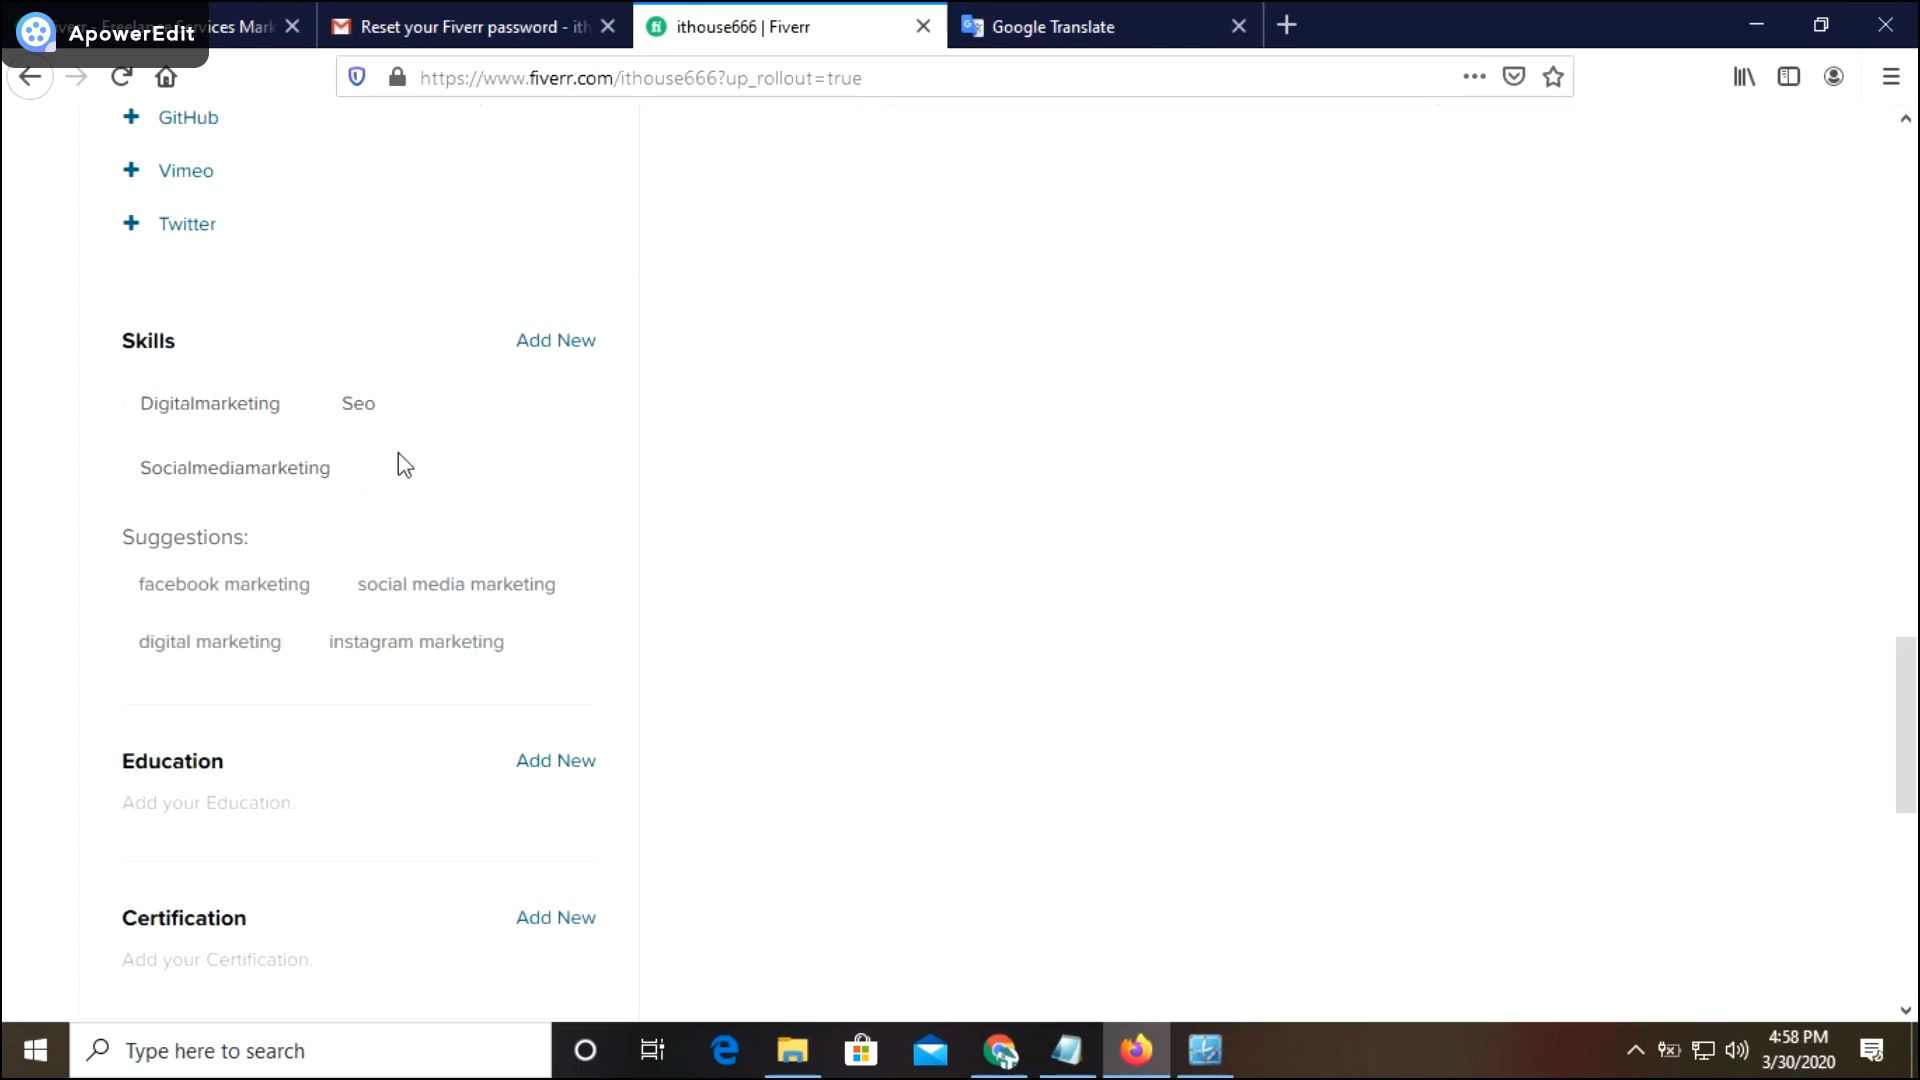 Freelance Services Mark
ApowerEdit
Reset your Fiverr password - ith
ithouse666 | Fiverr
Google Translate
https://www.fiverr.com/ithouse666?up_rollout=true
GitHub
Vimeo
Twitter
Skills
Add New
Digitalmarketing
Seo
Socialmediamarketing
Suggestions:
facebook marketing
social media marketing
digital marketing
instagram marketing
Education
Add New
Add your Education.
Certification
Add New
Add your Certification.
Type here to search
4:58 PM
3/30/2020